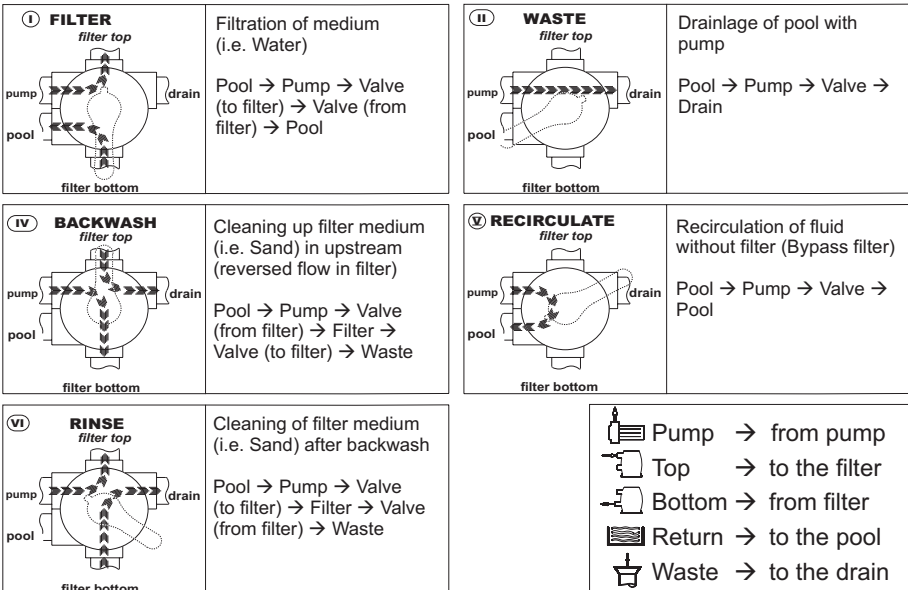 I FILTER
filter top
pump
drain
pool
filter bottom
Filtration of medium
(i.e. Water)
Pool → Pump → Valve
(to filter) → Valve (from
filter) → Pool
II WASTE
filter top
pump
drain
pool
filter bottom
Drainlage of pool with
pump
Pool → Pump → Valve →
Drain
IV BACKWASH
filter top
pump
drain
pool
filter bottom
Cleaning up filter medium
(i.e. Sand) in upstream
(reversed flow in filter)
Pool → Pump → Valve
(from filter) → Filter →
Valve (to filter) → Waste
V RECIRCULATE
filter top
pump
drain
pool
filter bottom
Recirculation of fluid
without filter (Bypass filter)
Pool → Pump → Valve →
Pool
VI RINSE
filter top
pump
drain
pool
filter bottom
Cleaning of filter medium
(i.e. Sand) after backwash
Pool → Pump → Valve
(to filter) → Filter → Valve
(from filter) → Waste
Pump → from pump
Top → to the filter
Bottom → from filter
Return → to the pool
Waste → to the drain